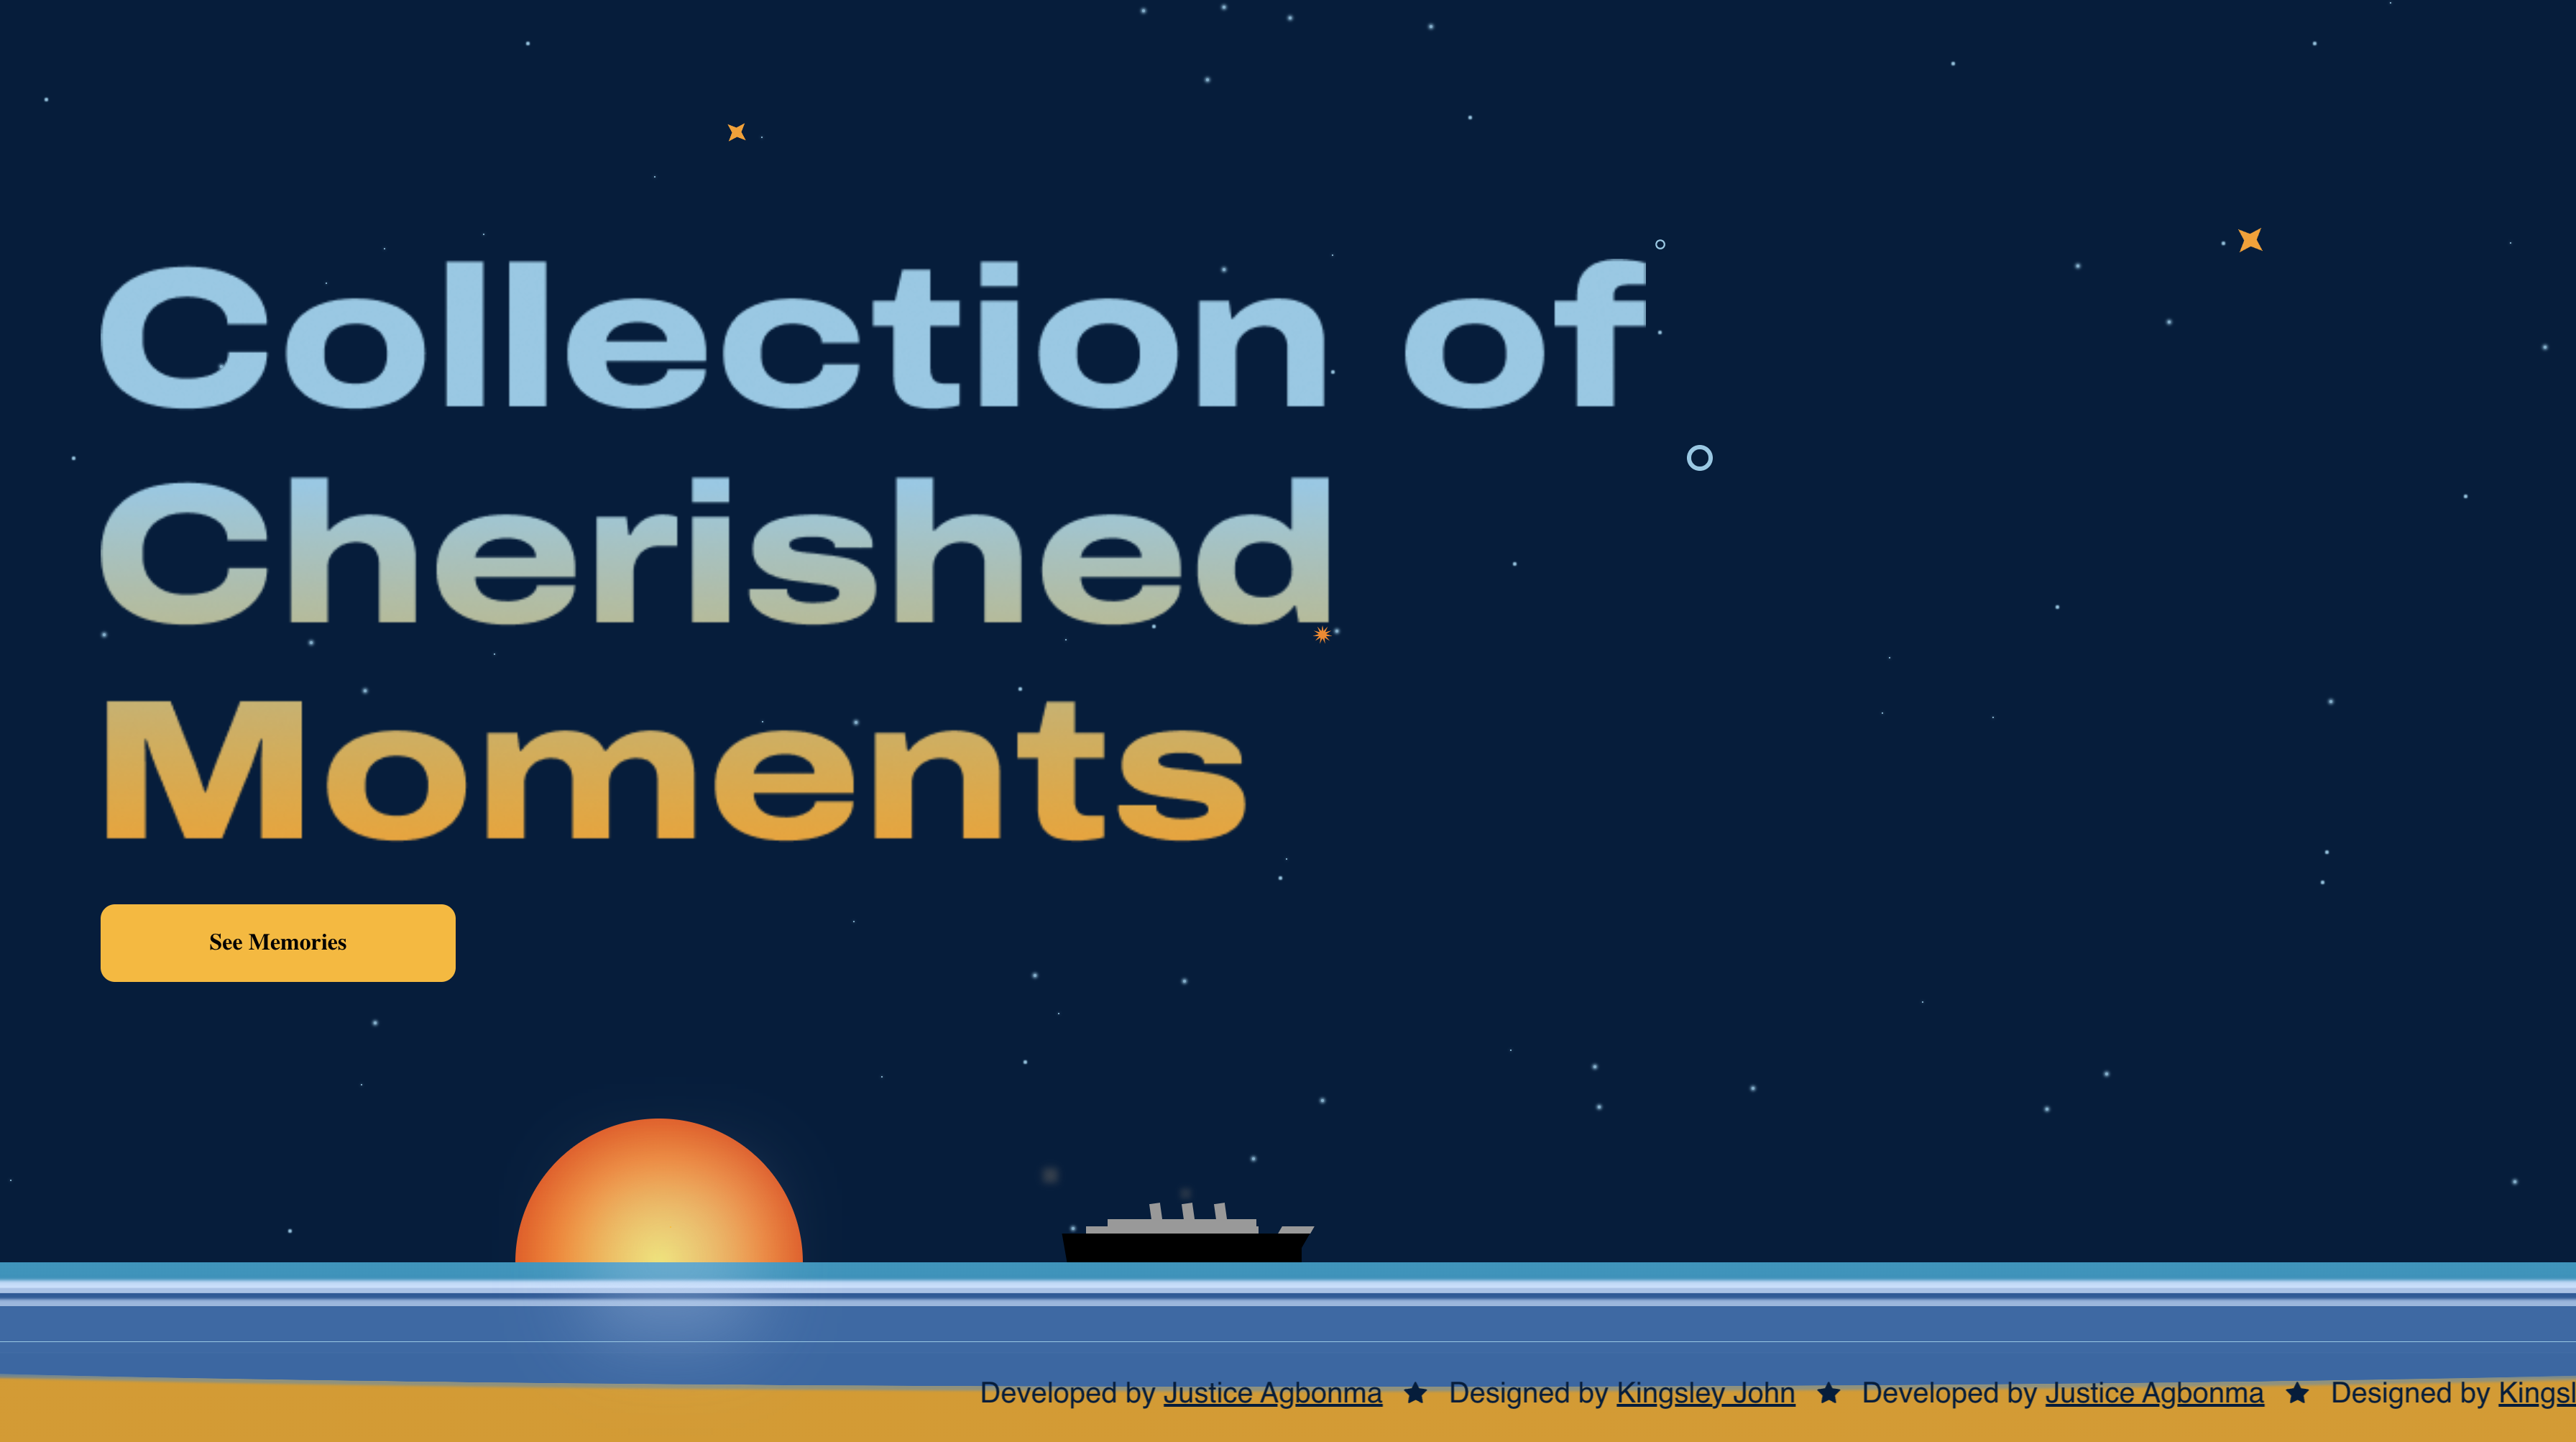 Collection of
Cherished
Moments
See Memories
Developed by Justice Agbonma ★ Designed by Kingsley John ★ Developed by Justice Agbonma ★ Designed by Kingsl